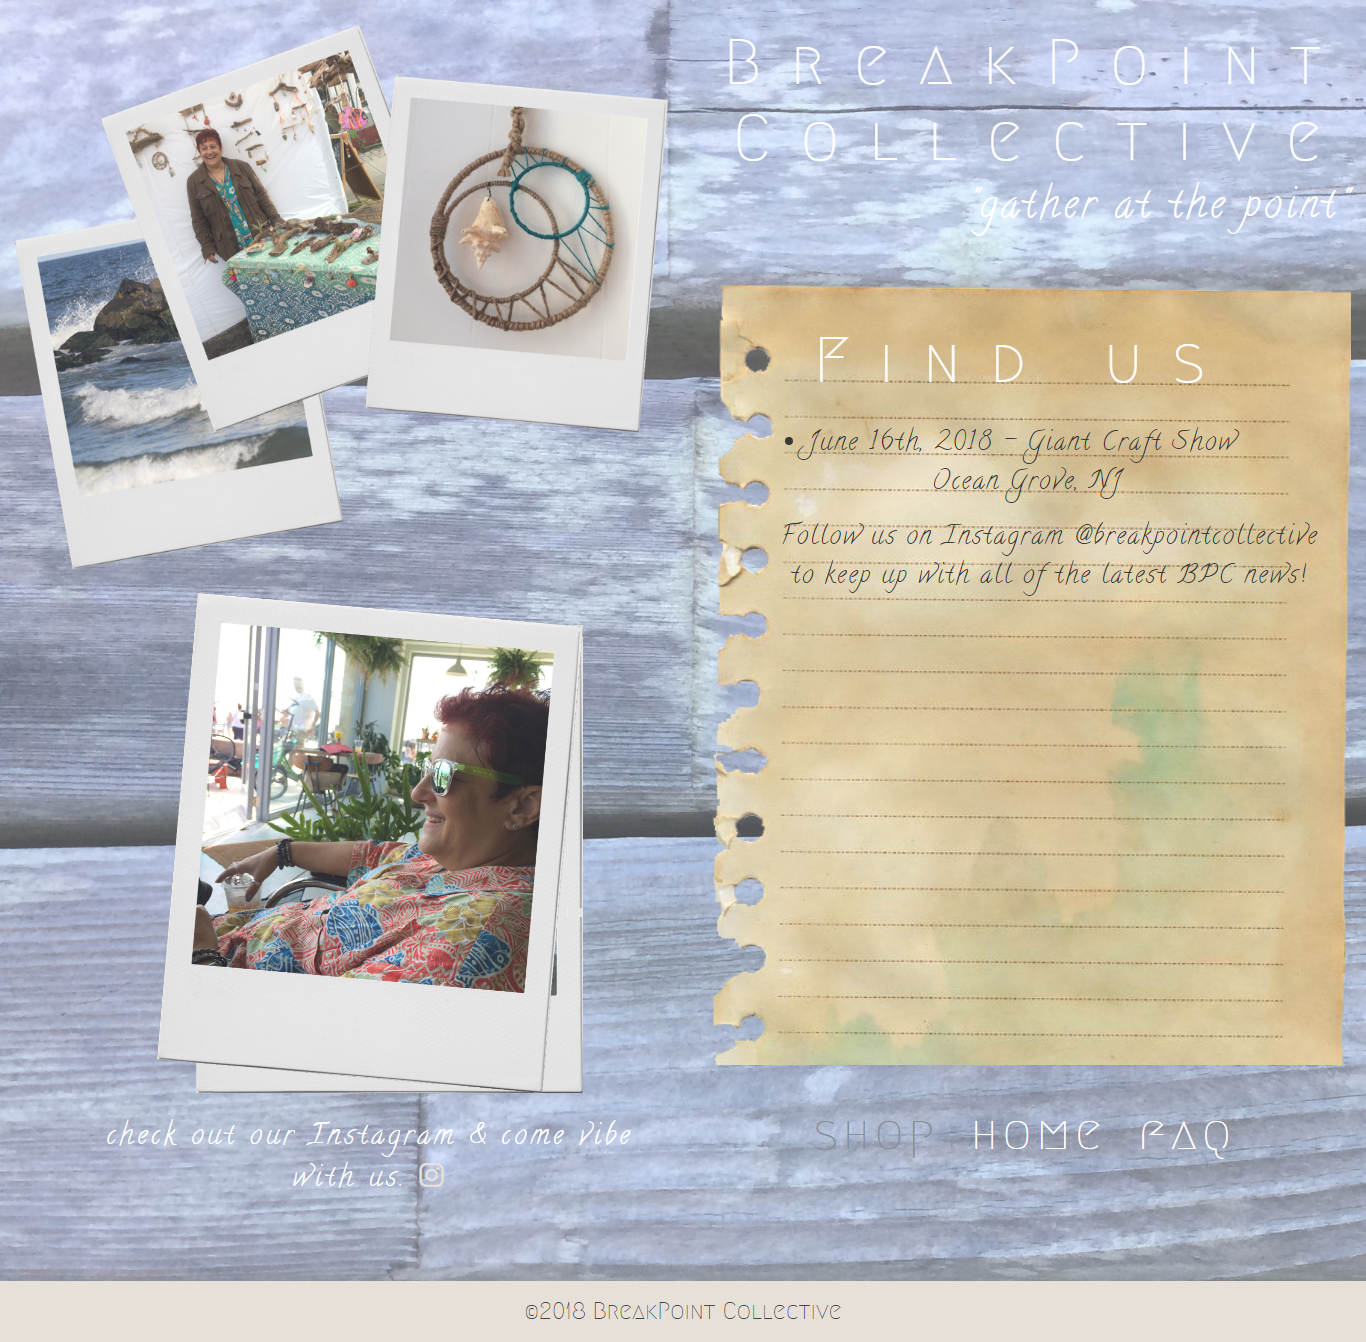 BreakPoint
Collective
"gather at the point"
Find us
• June 16th, 2018 - Giant Craft Show
Ocean Grove, NJ
Follow us on Instagram @breakpointcollective
to keep up with all of the latest BPC news!
check out our Instagram & come vibe
with us.
SHOP HOME FAQ
©2018 BreakPoint Collective